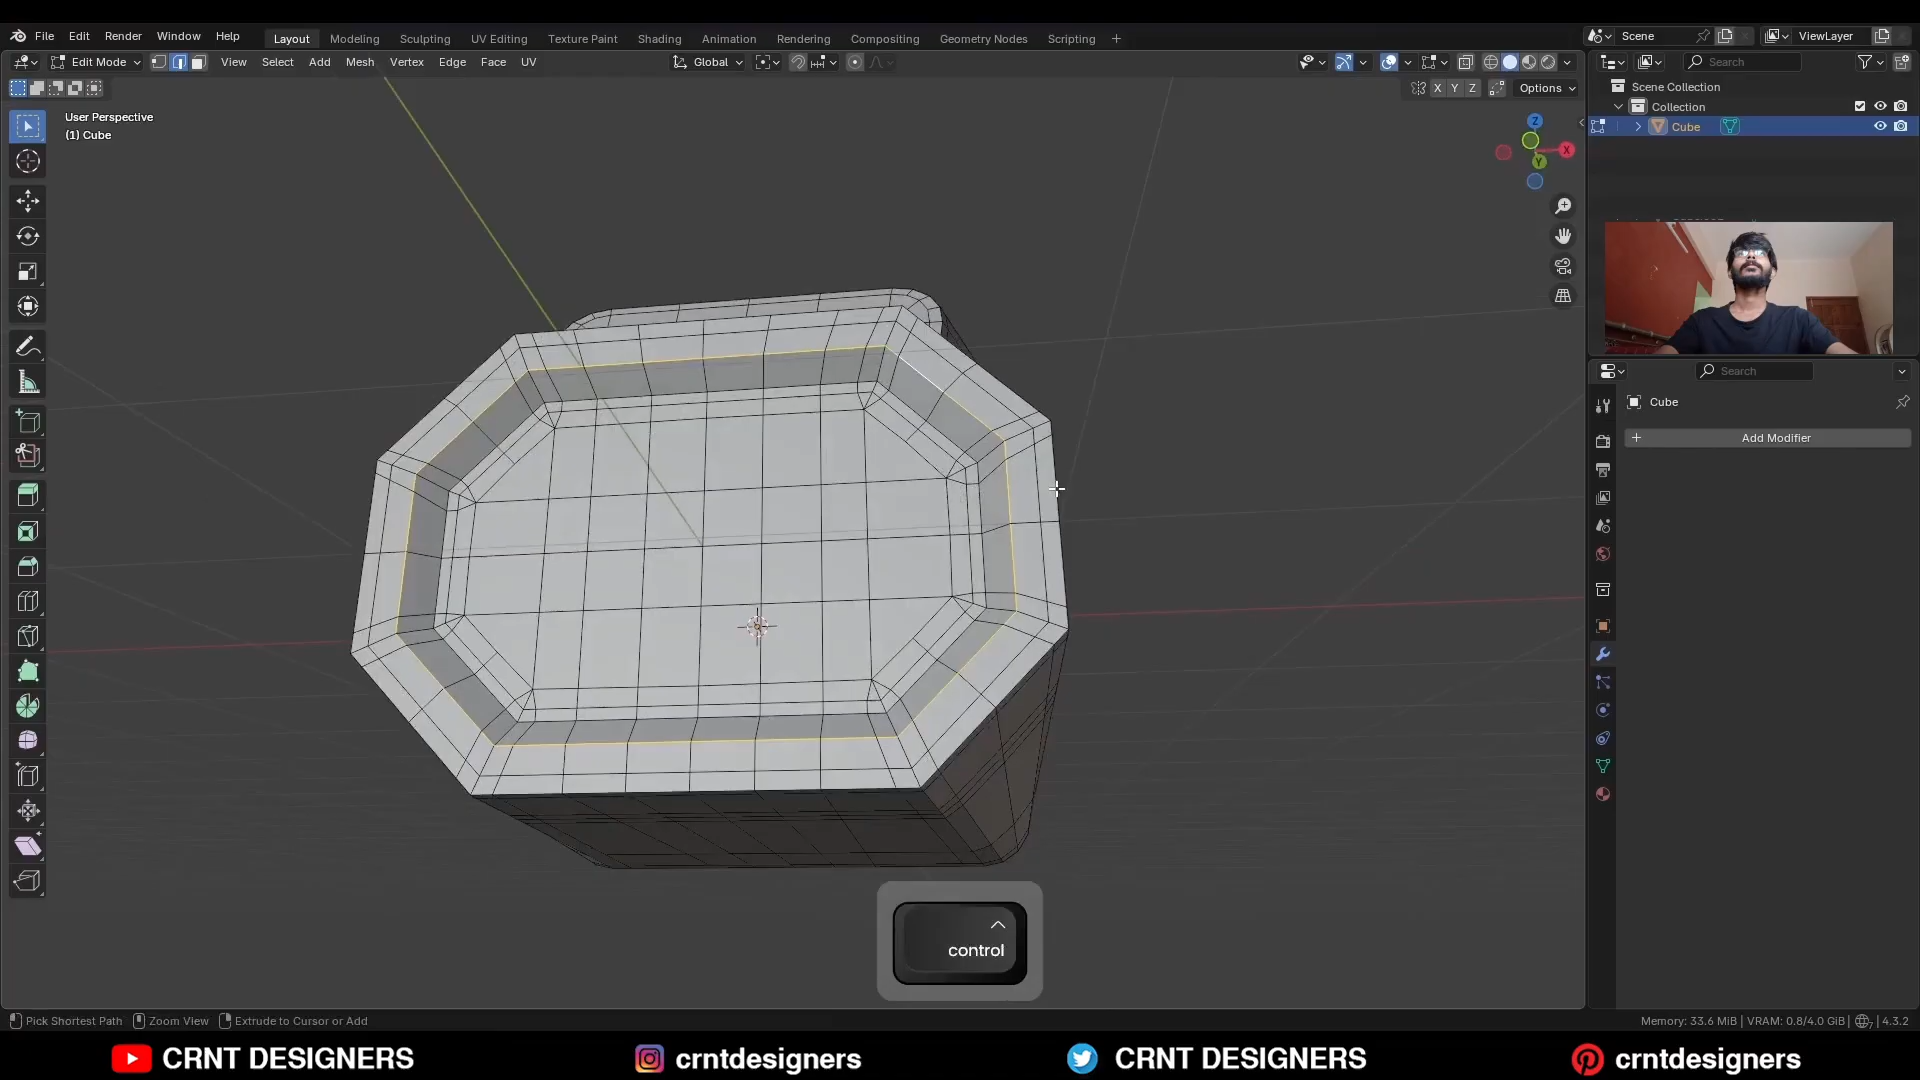 File Edit Render Window Help Layout Modeling Sculpting UV Editing Texture Paint Shading Animation Rendering Compositing Geometry Nodes Scripting + Scene ViewLayer
Edit Mode View Select Add Mesh Vertex Edge Face UV Global Search
X Y Z Options
Scene Collection
Collection
Cube
User Perspective
(1) Cube
Z
X
Y
Search
Cube
+ Add Modifier
control
Pick Shortest Path Zoom View Extrude to Cursor or Add Memory: 33.6 MiB | VRAM: 0.8/4.0 GiB | 7 | 4.3.2
CRNT DESIGNERS crntdesigners CRNT DESIGNERS crntdesigners